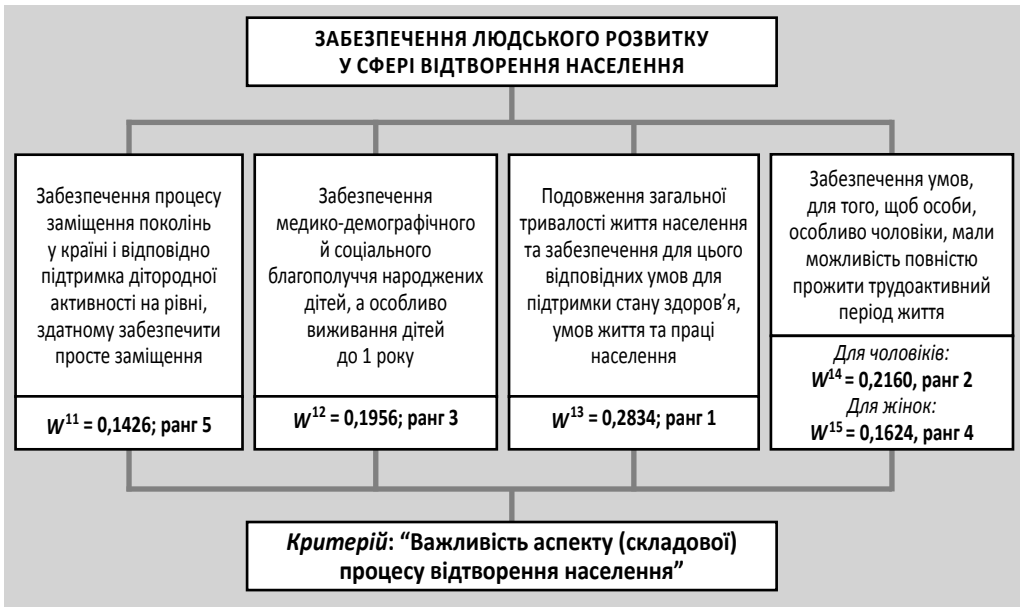 ЗАБЕЗПЕЧЕННЯ ЛЮДСЬКОГО РОЗВИТКУ
У СФЕРІ ВІДТВОРЕННЯ НАСЕЛЕННЯ
Забезпечення процесу
заміщення поколінь
у країні і відповідно
підтримка дітородної
активності на рівні,
здатному забезпечити
просте заміщення
W¹¹ = 0,1426; ранг 5
Забезпечення
медико-демографічного
й соціального
благополуччя народжених
дітей, а особливо
виживання дітей
до 1 року
W¹² = 0,1956; ранг 3
Подовження загальної
тривалості життя населення
та забезпечення для цього
відповідних умов для
підтримки стану здоров’я,
умов життя та праці
населення
W¹³ = 0,2834; ранг 1
Забезпечення умов,
для того, щоб особи,
особливо чоловіки, мали
можливість повністю
прожити трудоактивний
період життя
Для чоловіків:
W¹⁴ = 0,2160, ранг 2
Для жінок:
W¹⁵ = 0,1624, ранг 4
Критерій: “Важливість аспекту (складової)
процесу відтворення населення”